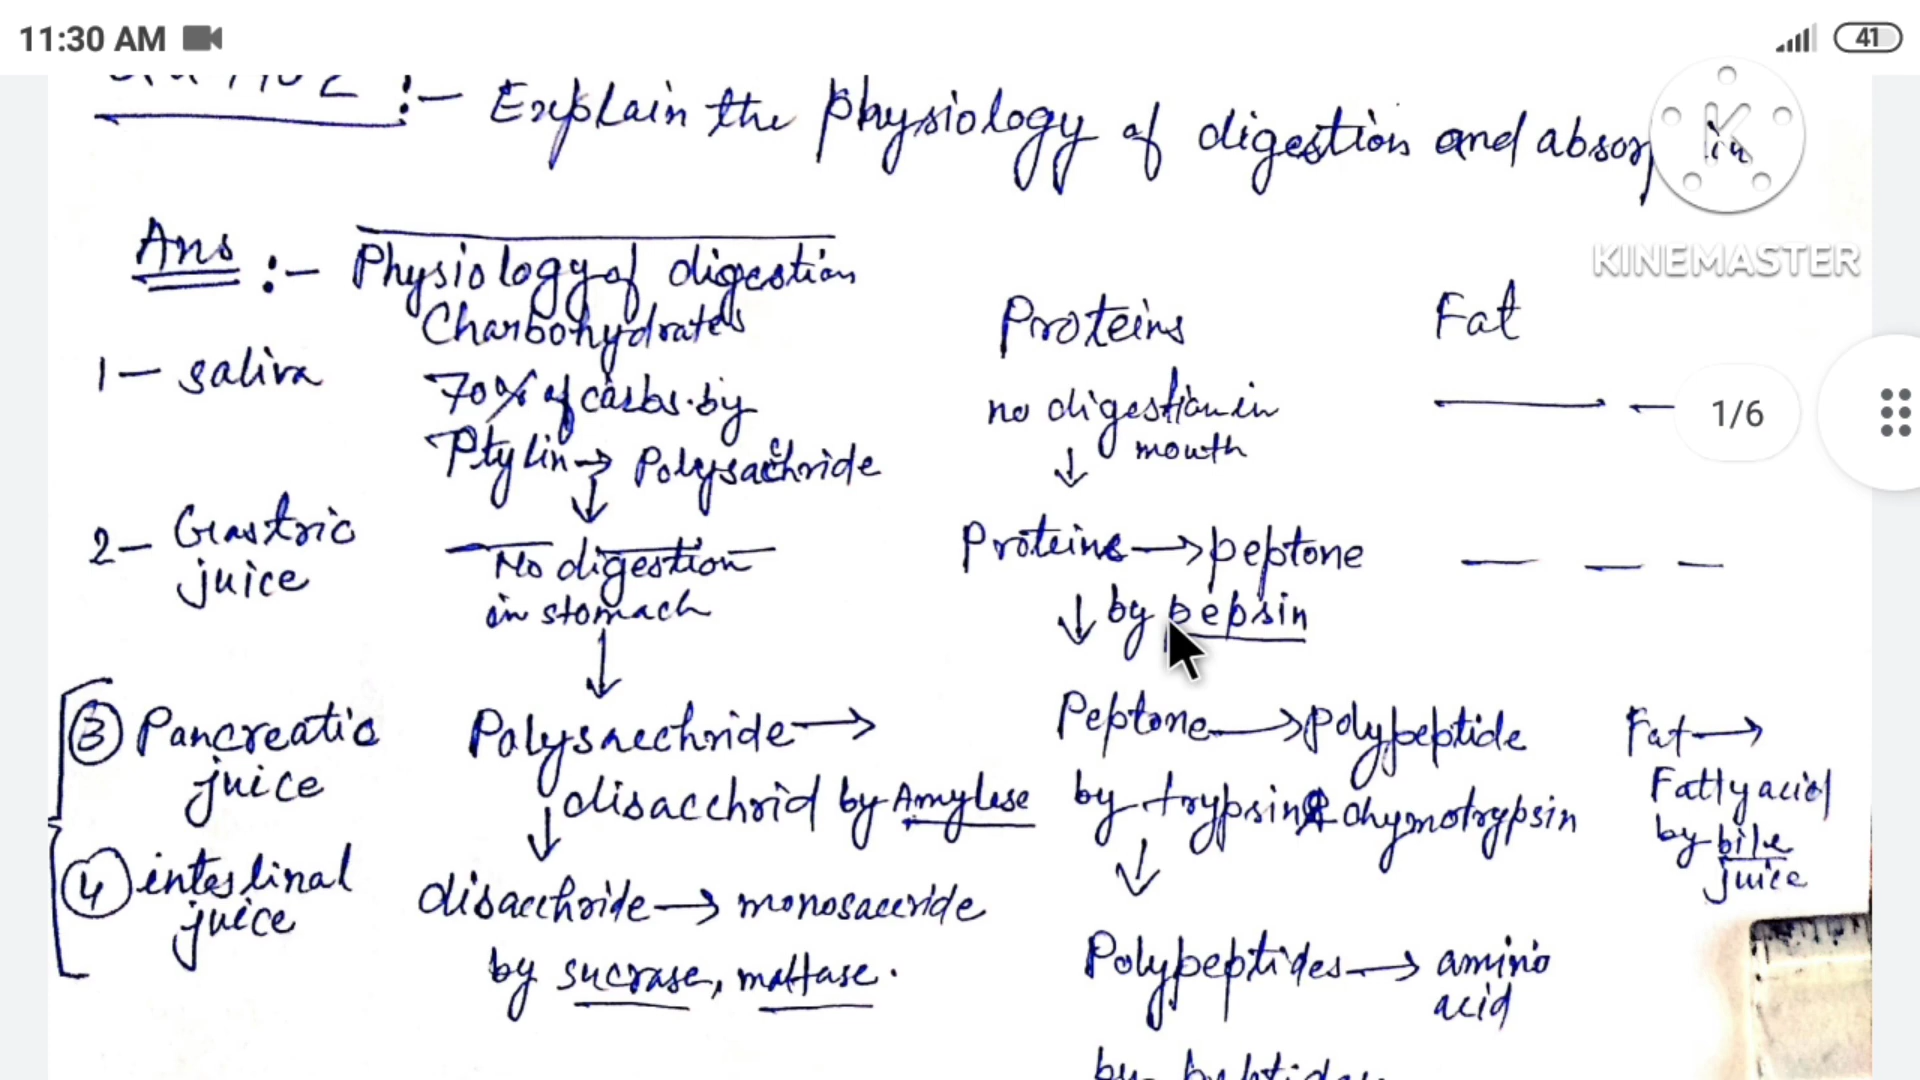 11:30 AM
41
:- Explain the physiology of digestion and absor
KINEMASTER
Ans :- Physiology of digestion
Charbohydrates
Proteins
Fat
1 - saliva
70% of carbs. by
Ptylin → Polysacchride
no digestion in
mouth
1/6
2- Gastric
juice
No digestion
in stomach
Proteins → peptone
by pepsin
3 Pancreatic
juice
Polysaechride →
disacchrid by Amylese
Peptone → polypeptide
by trypsin & chymotrypsin
Fat →
Fatty acid
by bile
juice
4 intestinal
juice
disacchride → monosaccride
by sucrase, maltase.
Polypeptides → amino
acid
by